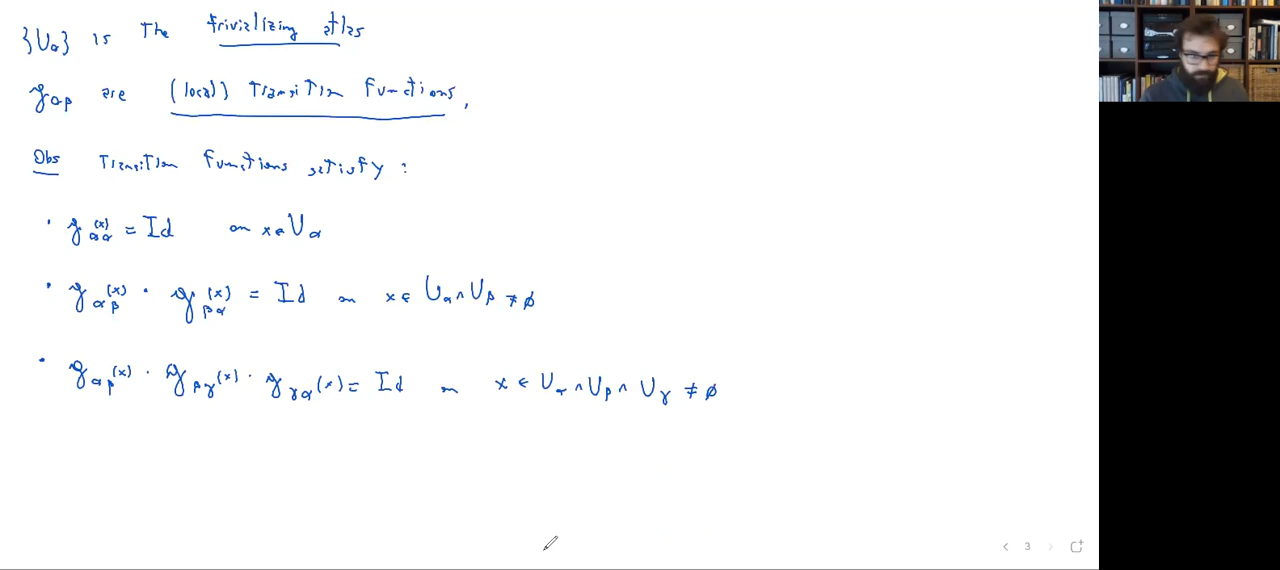 {U_α} is the trivializing atlas
g_αβ are (local) transition functions,
Obs Transition functions satisfy :
· g_αα(x) = Id on x ∈ U_α
· g_αβ(x) · g_βα(x) = Id on x ∈ U_α ∩ U_β ≠ ∅
· g_αβ(x) · g_βγ(x) · g_γα(x) = Id on x ∈ U_α ∩ U_β ∩ U_γ ≠ ∅
< 3 >